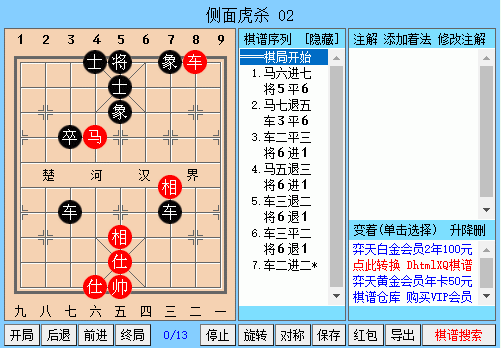 侧面虎杀 02
1 2 3 4 5 6 7 8 9
士 将 象 车
士
象
卒 马
楚 河 汉 界
相
车 车
相
仕
仕 帅
九 八 七 六 五 四 三 二 一
棋谱序列 [隐藏]
====棋局开始
1.马六进七
将5平6
2.马七退五
车3平6
3.车二平三
将6进1
4.马五退三
将6进1
5.车三退二
将6退1
6.车三平二
将6退1
7.车二进二*
注解 添加着法 修改注解
变着(单击选择) 升降删
弈天白金会员2年100元
点此转换 DhtmlXQ棋谱
弈天黄金会员年卡50元
棋谱仓库 购买VIP会员
开局 后退 前进 终局 0/13 停止 旋转 对称 保存 红包 导出 棋谱搜索